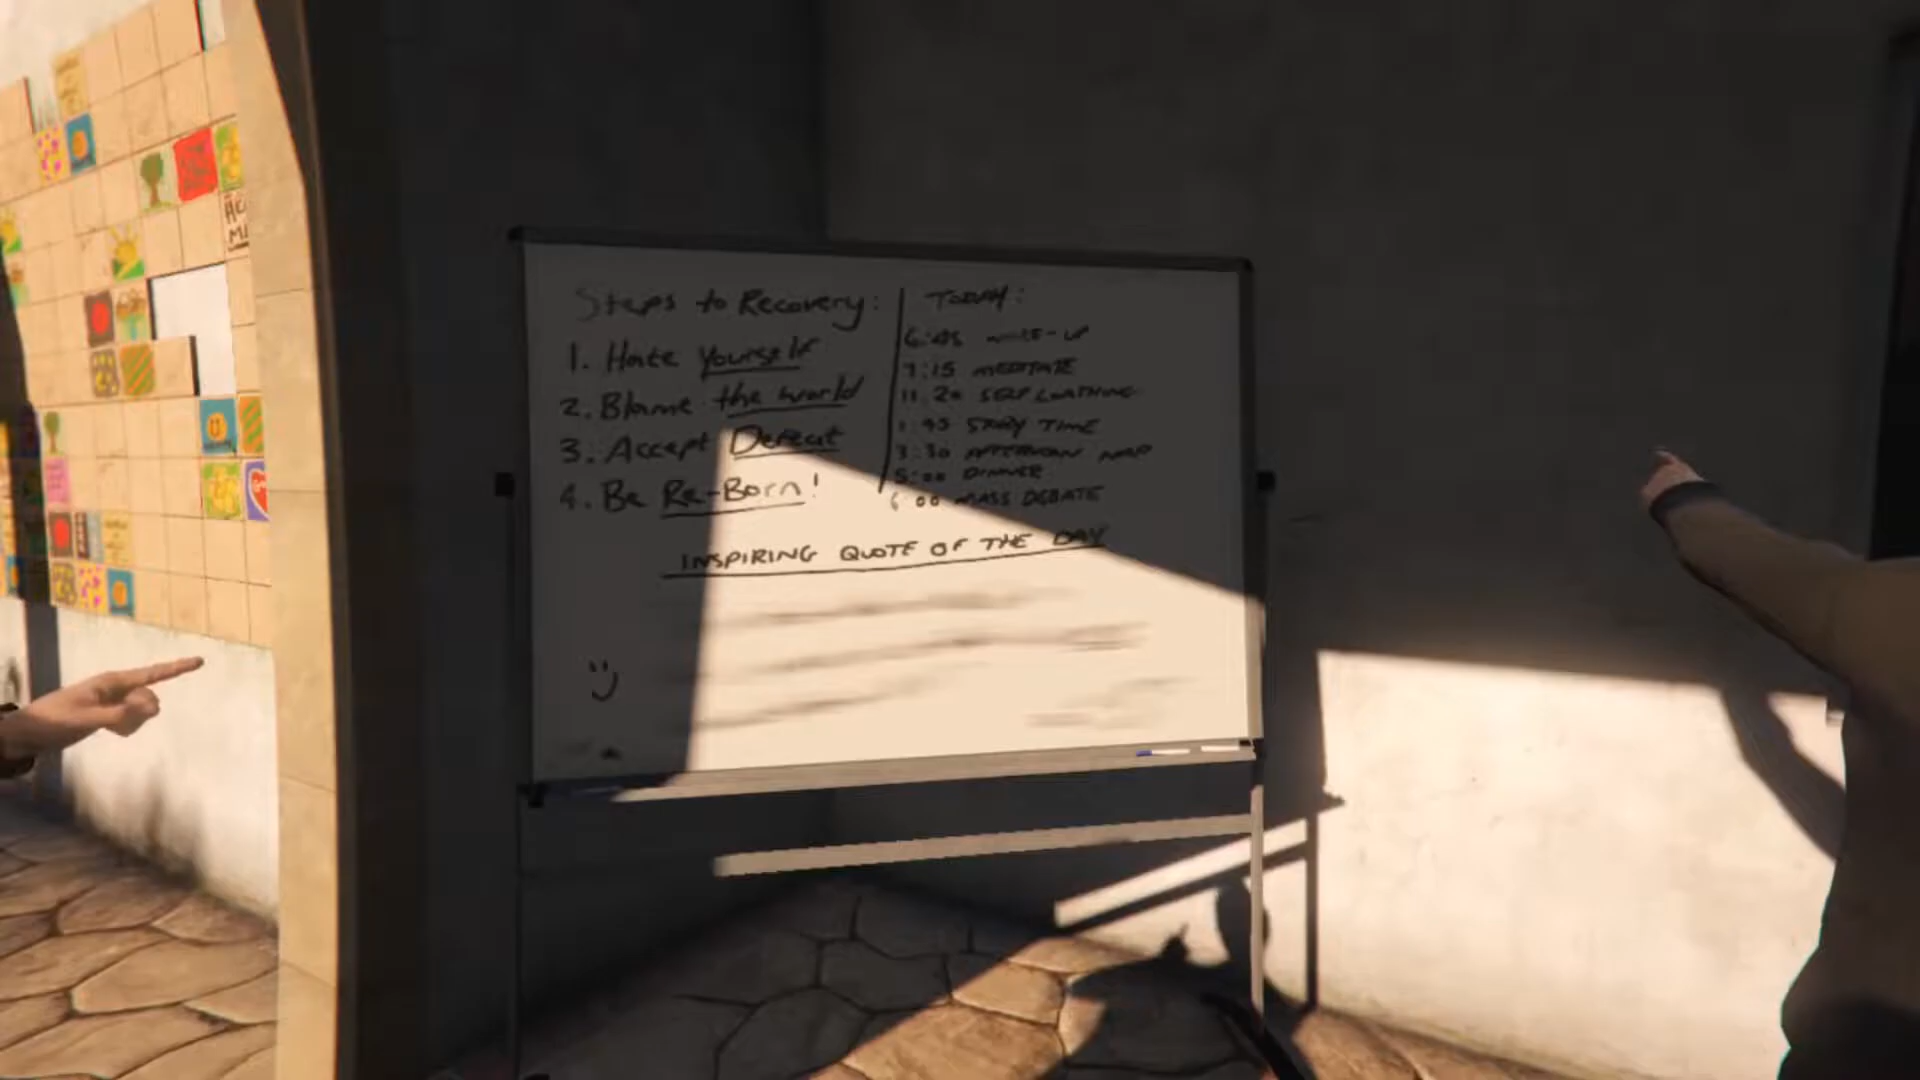 Steps to Recovery:
1. Hate Yourself
2. Blame the World
3. Accept Defeat
4. Be Re-Born!
TODAY:
6:45 WAKE-UP
7:15 MEDITATE
11:20 SELF LOATHING
1:45 STORY TIME
3:30 AFTERNOON NAP
5:00 DINNER
6:00 MASS DEBATE
INSPIRING QUOTE OF THE DAY